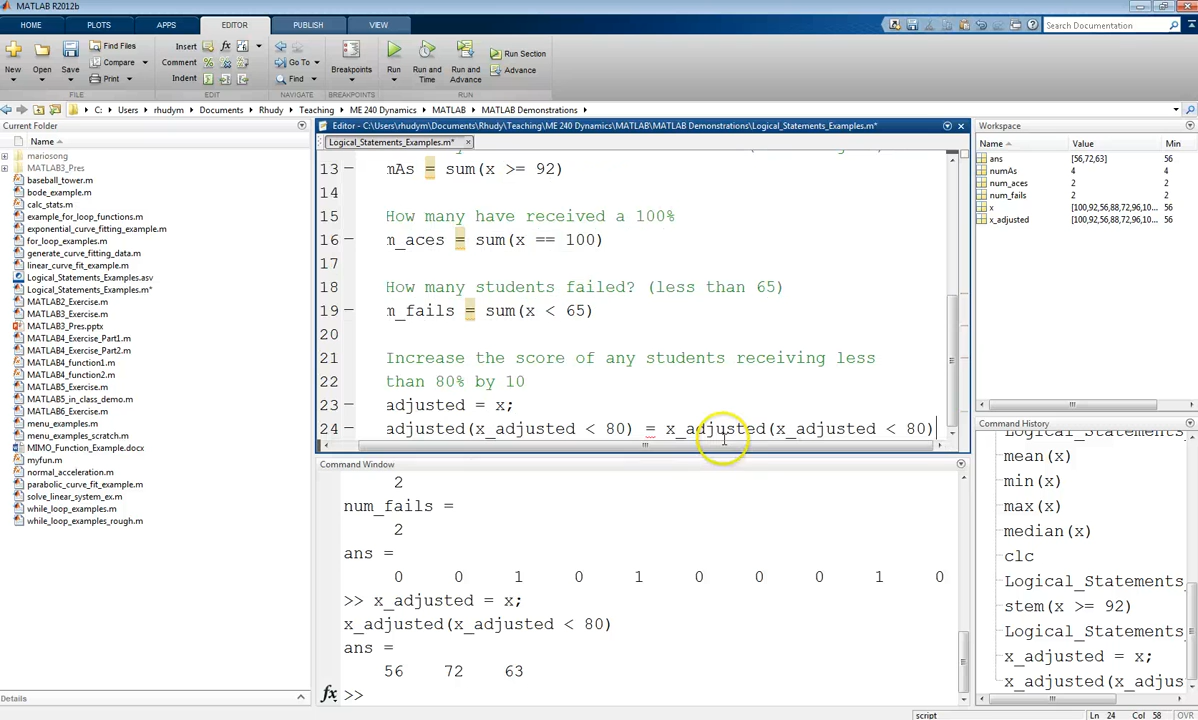 MATLAB R2012b
HOME PLOTS APPS EDITOR PUBLISH VIEW Search Documentation
New Open Save Find Files Compare Print Insert Comment Indent Go To Find Breakpoints Run Run and Time Run and Advance Run Section Advance
FILE EDIT NAVIGATE BREAKPOINTS RUN
C: Users rhudym Documents Rhudy Teaching ME 240 Dynamics MATLAB MATLAB Demonstrations
Current Folder
Name
mariosong
MATLAB3_Pres
baseball_tower.m
bode_example.m
calc_stats.m
example_for_loop_functions.m
exponential_curve_fitting_example.m
for_loop_examples.m
generate_curve_fitting_data.m
linear_curve_fit_example.m
Logical_Statements_Examples.asv
Logical_Statements_Examples.m*
MATLAB2_Exercise.m
MATLAB3_Exercise.m
MATLAB3_Pres.pptx
MATLAB4_Exercise_Part1.m
MATLAB4_Exercise_Part2.m
MATLAB4_function1.m
MATLAB4_function2.m
MATLAB5_Exercise.m
MATLAB5_in_class_demo.m
MATLAB6_Exercise.m
menu_examples.m
menu_examples_scratch.m
MIMO_Function_Example.docx
myfun.m
normal_acceleration.m
parabolic_curve_fit_example.m
solve_linear_system_ex.m
while_loop_examples.m
while_loop_examples_rough.m
Details
Editor - C:\Users\rhudym\Documents\Rhudy\Teaching\ME 240 Dynamics\MATLAB\MATLAB Demonstrations\Logical_Statements_Examples.m*
Logical_Statements_Examples.m*
13 mAs = sum(x >= 92)
14
15 How many have received a 100%
16 m_aces = sum(x == 100)
17
18 How many students failed? (less than 65)
19 m_fails = sum(x < 65)
20
21 Increase the score of any students receiving less
22 than 80% by 10
23 adjusted = x;
24 adjusted(x_adjusted < 80) = x_adjusted(x_adjusted < 80)
Command Window
2
num_fails =
2
ans =
0 0 1 0 1 0 0 0 1 0
>> x_adjusted = x;
x_adjusted(x_adjusted < 80)
ans =
56 72 63
fx >>
Workspace
Name Value Min
ans [56,72,63] 56
numAs 4 4
num_aces 2 2
num_fails 2 2
x [100,92,56,88,72,96,10... 56
x_adjusted [100,92,56,88,72,96,10... 56
Command History
Logical_Statements
mean(x)
min(x)
max(x)
median(x)
clc
Logical_Statements
stem(x >= 92)
Logical_Statements
x_adjusted = x;
x_adjusted(x_adjus
script Ln 24 Col 58 OVR